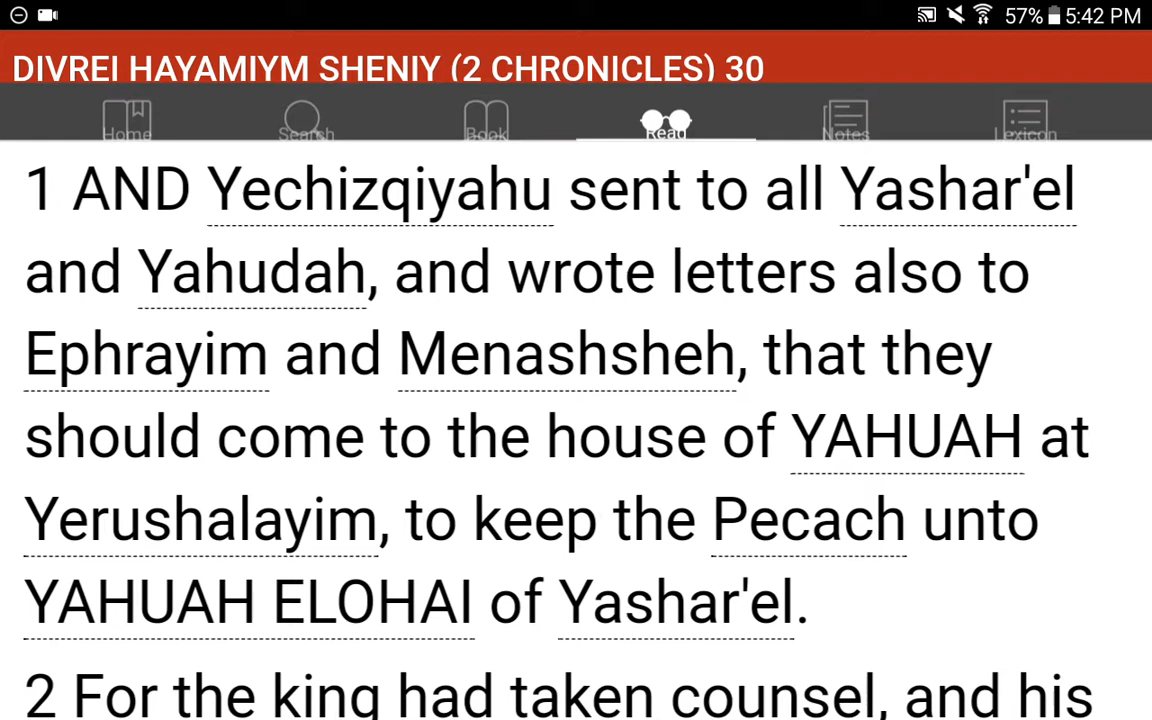 57% 5:42 PM
DIVREI HAYAMIYM SHENIY (2 CHRONICLES) 30
Home Search Book Read Notes Lexicon
1 AND Yechizqiyahu sent to all Yashar'el
and Yahudah, and wrote letters also to
Ephrayim and Menashsheh, that they
should come to the house of YAHUAH at
Yerushalayim, to keep the Pecach unto
YAHUAH ELOHAI of Yashar'el.
2 For the king had taken counsel, and his